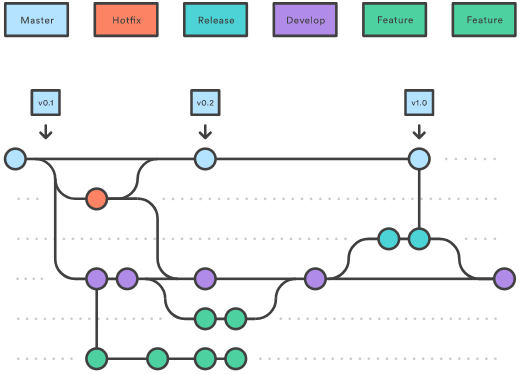 Master
Hotfix
Release
Develop
Feature
Feature
v0.1
v0.2
v1.0